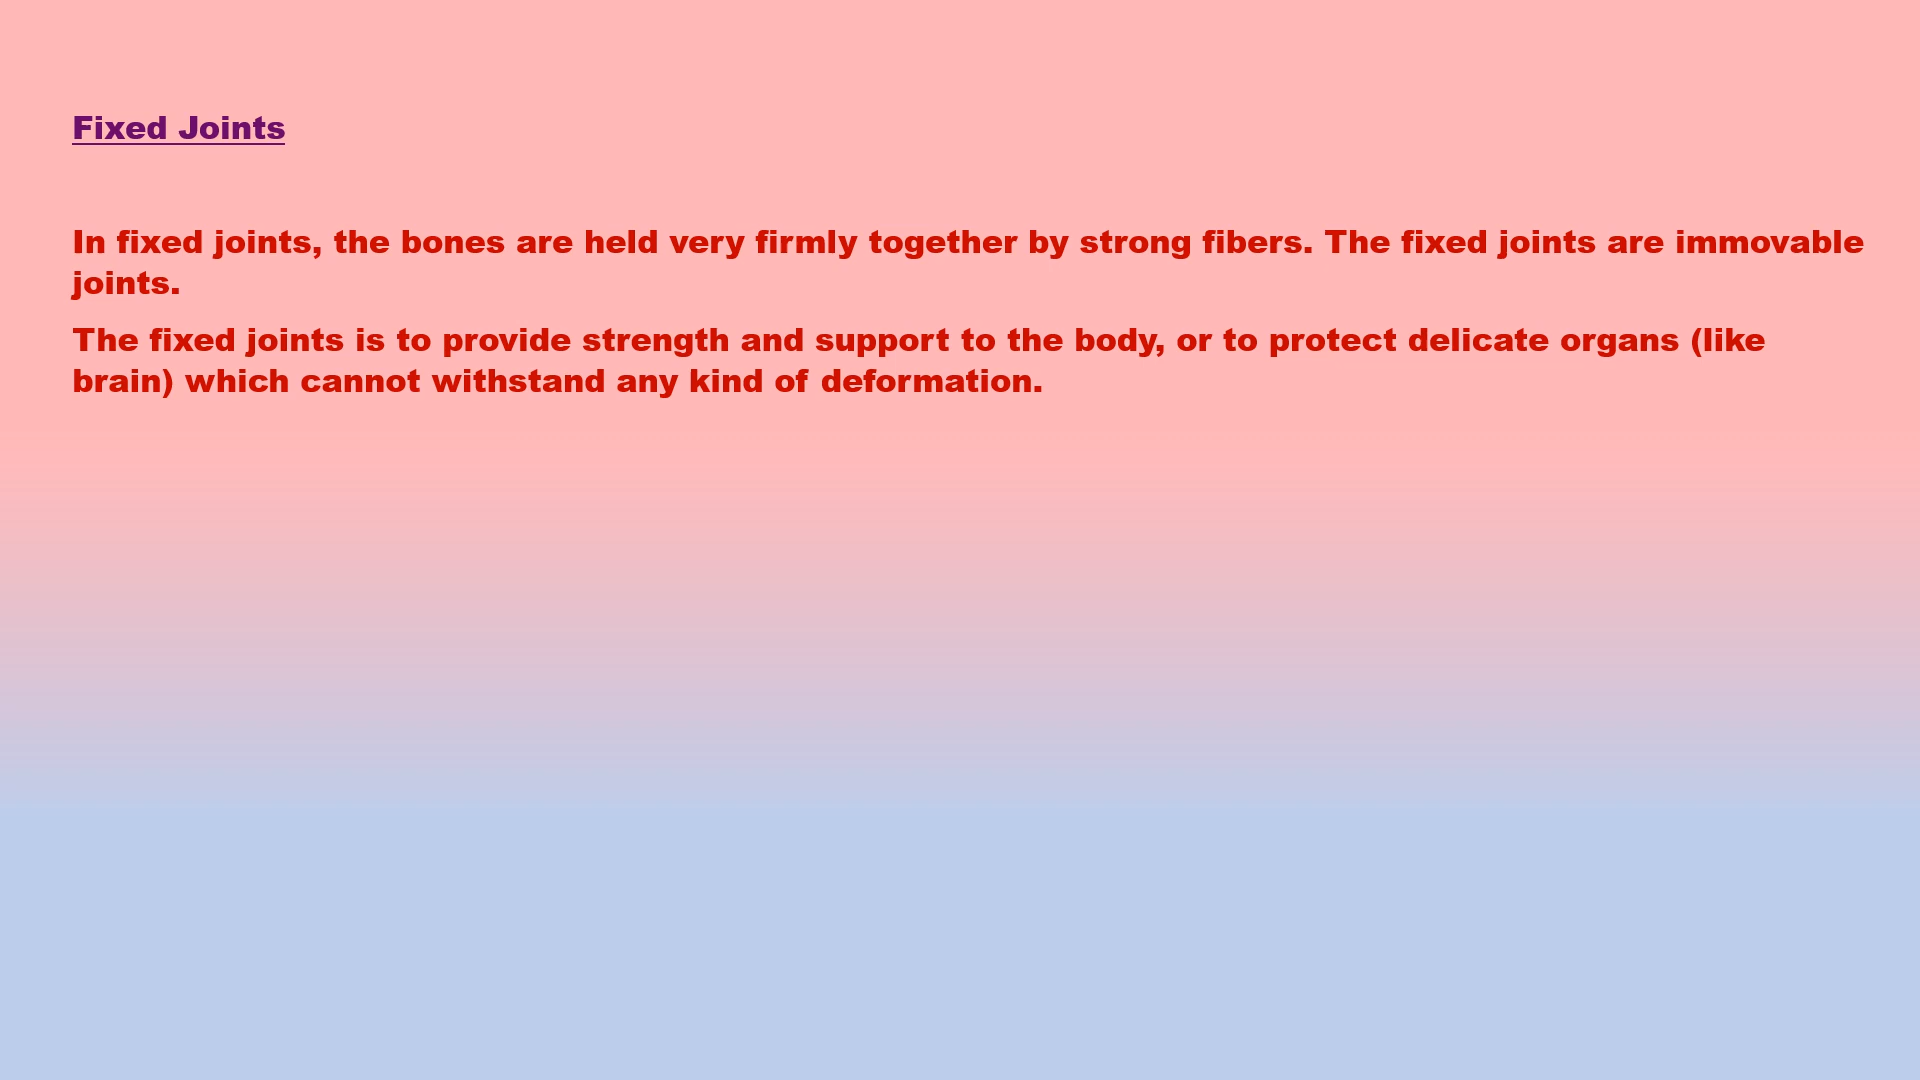 Fixed Joints
In fixed joints, the bones are held very firmly together by strong fibers. The fixed joints are immovable
joints.
The fixed joints is to provide strength and support to the body, or to protect delicate organs (like
brain) which cannot withstand any kind of deformation.